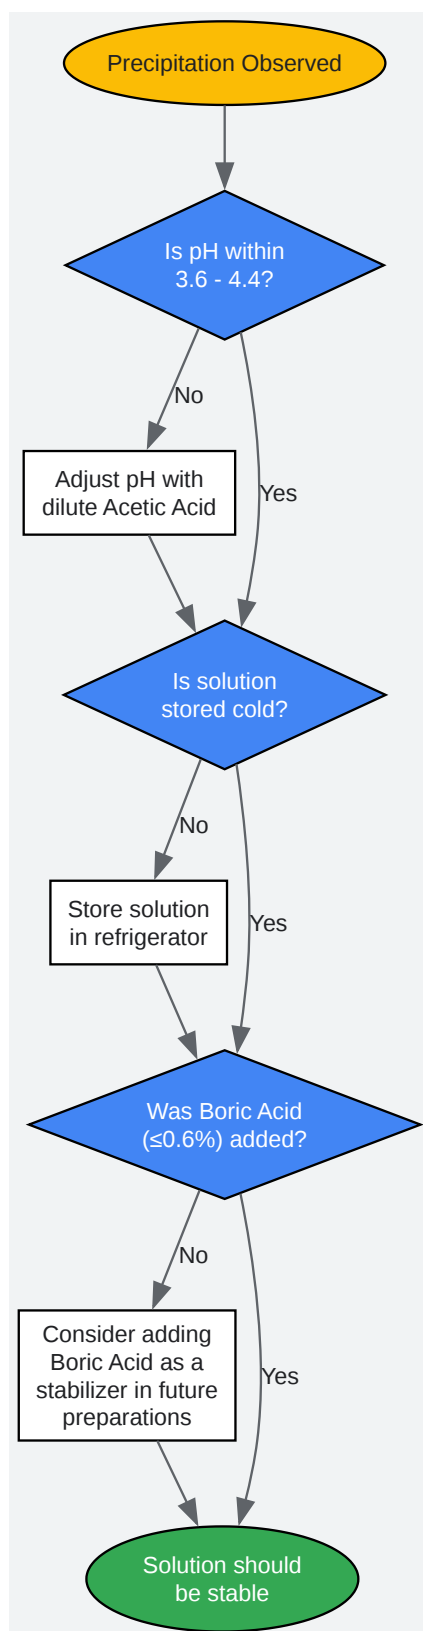 Precipitation Observed
Is pH within
3.6 - 4.4?
No
Adjust pH with
dilute Acetic Acid
Yes
Is solution
stored cold?
No
Store solution
in refrigerator
Yes
Was Boric Acid
(≤0.6%) added?
No
Consider adding
Boric Acid as a
stabilizer in future
preparations
Yes
Solution should
be stable